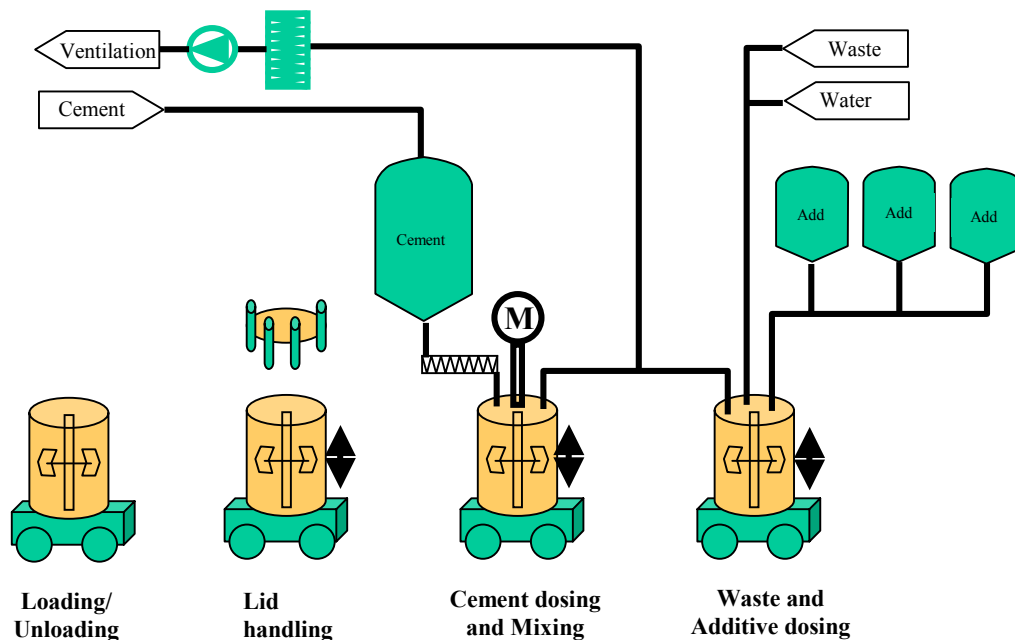 Ventilation
Waste
Cement
Water
Add
Add
Add
Cement
M
Loading/
Unloading
Lid
handling
Cement dosing
and Mixing
Waste and
Additive dosing